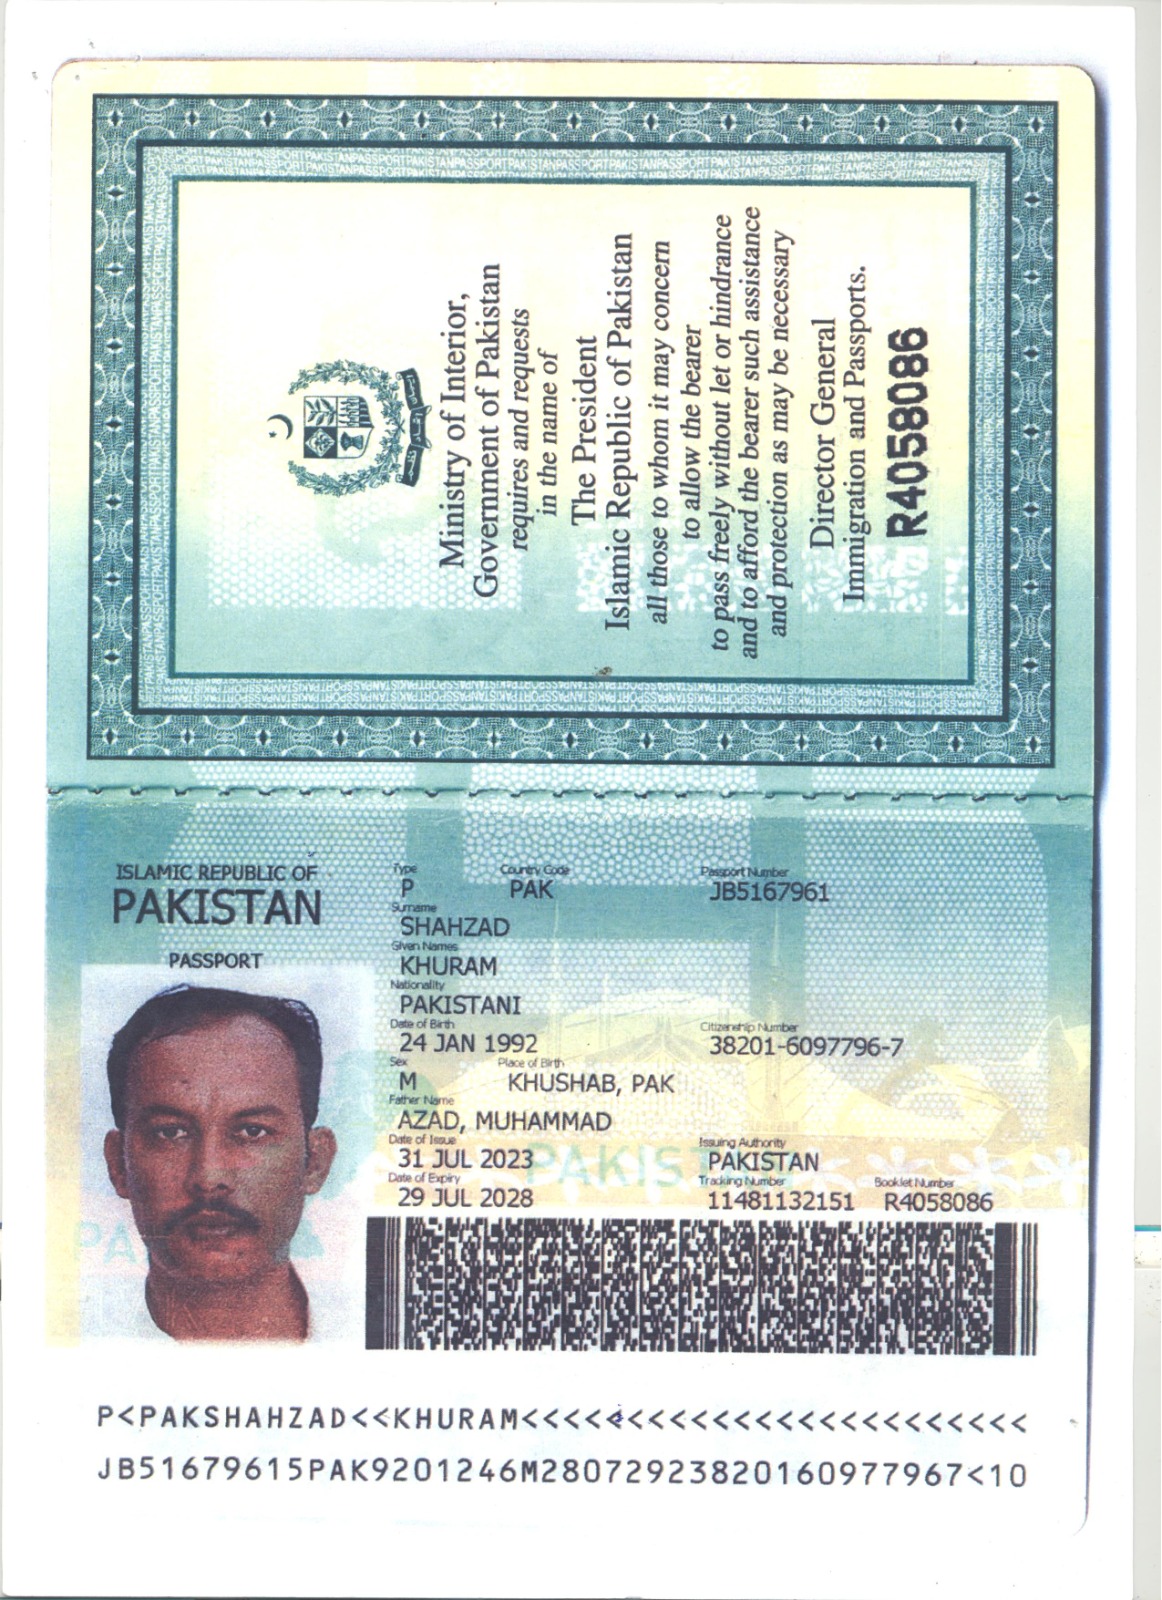 Ministry of Interior,
Government of Pakistan
requires and requests
in the name of
The President
Islamic Republic of Pakistan
all those to whom it may concern
to allow the bearer
to pass freely without let or hindrance
and to afford the bearer such assistance
and protection as may be necessary
Director General
Immigration and Passports.
R4058086
ISLAMIC REPUBLIC OF
PAKISTAN
PASSPORT
Type Country Code Passport Number
P PAK JB5167961
Surname
SHAHZAD
Given Names
KHURAM
Nationality
PAKISTANI
Date of Birth Citizenship Number
24 JAN 1992 38201-6097796-7
Sex Place of Birth
M KHUSHAB, PAK
Father Name
AZAD, MUHAMMAD
Date of Issue Issuing Authority
31 JUL 2023 PAKISTAN
Date of Expiry Tracking Number Booklet Number
29 JUL 2028 11481132151 R4058086
P<PAKSHAHZAD<<KHURAM<<<<<<<<<<<<<<<<<<<<<<<<
JB51679615PAK9201246M2807292382016097796​7<10